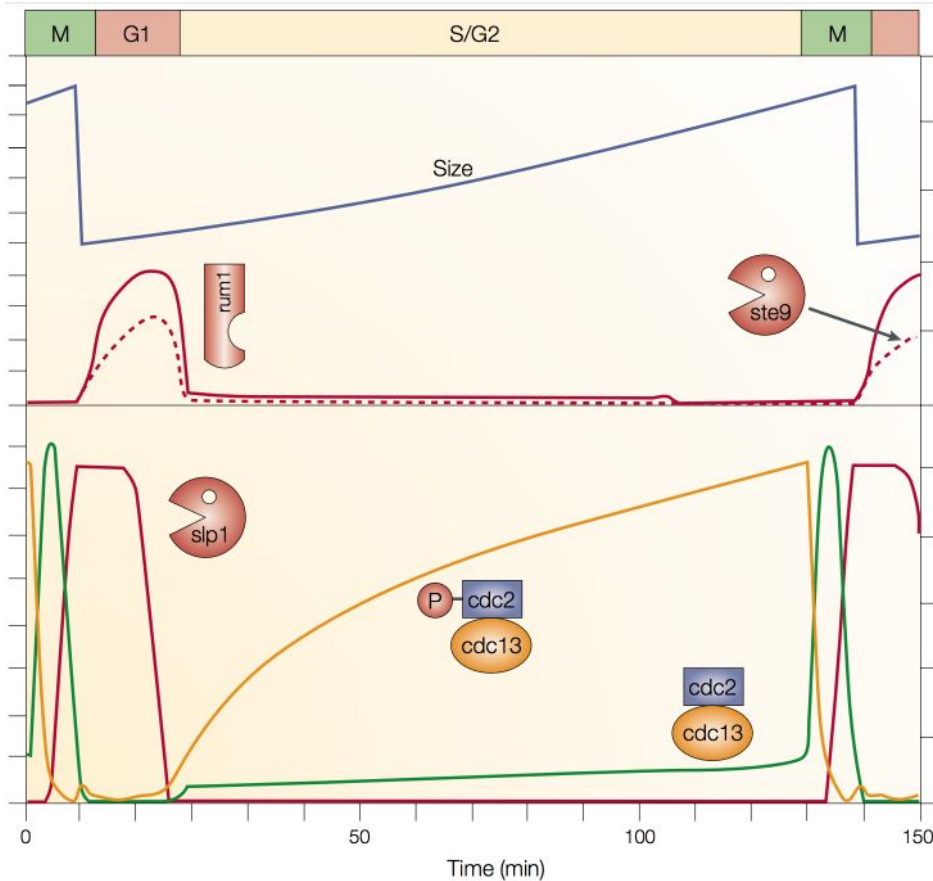 M G1 S/G2 M
Size
rum1
ste9
slp1
P cdc2
cdc13
cdc2
cdc13
0 50 100 150
Time (min)